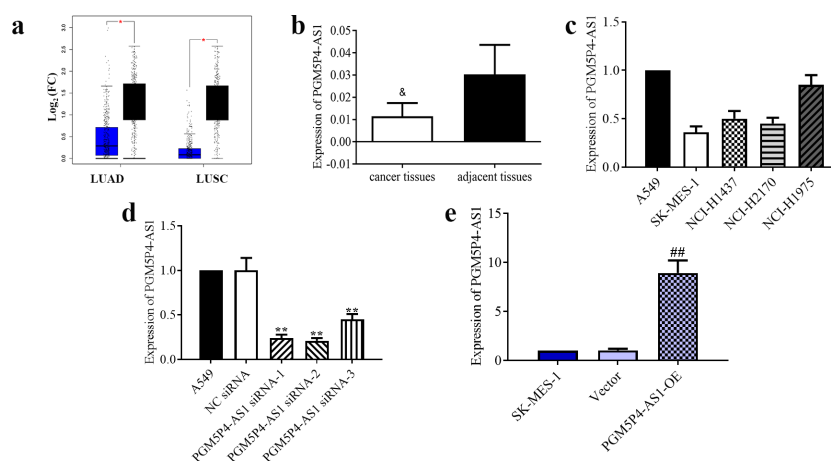 a
Log₂ (FC)
3.0
2.5
2.0
1.5
1.0
0.5
0.0
*
*
LUAD
LUSC
b
Expression of PGM5P4-AS1
0.05
0.04
0.03
0.02
0.01
0.00
-0.01
&
cancer tissues
adjacent tissues
c
Expression of PGM5P4-AS1
1.5
1.0
0.5
0.0
A549
SK-MES-1
NCI-H1437
NCI-H2170
NCI-H1975
d
Expression of PGM5P4-AS1
1.5
1.0
0.5
0.0
**
**
**
A549
NC siRNA
PGM5P4-AS1 siRNA-1
PGM5P4-AS1 siRNA-2
PGM5P4-AS1 siRNA-3
e
Expression of PGM5P4-AS1
15
10
5
0
##
SK-MES-1
Vector
PGM5P4-AS1-OE